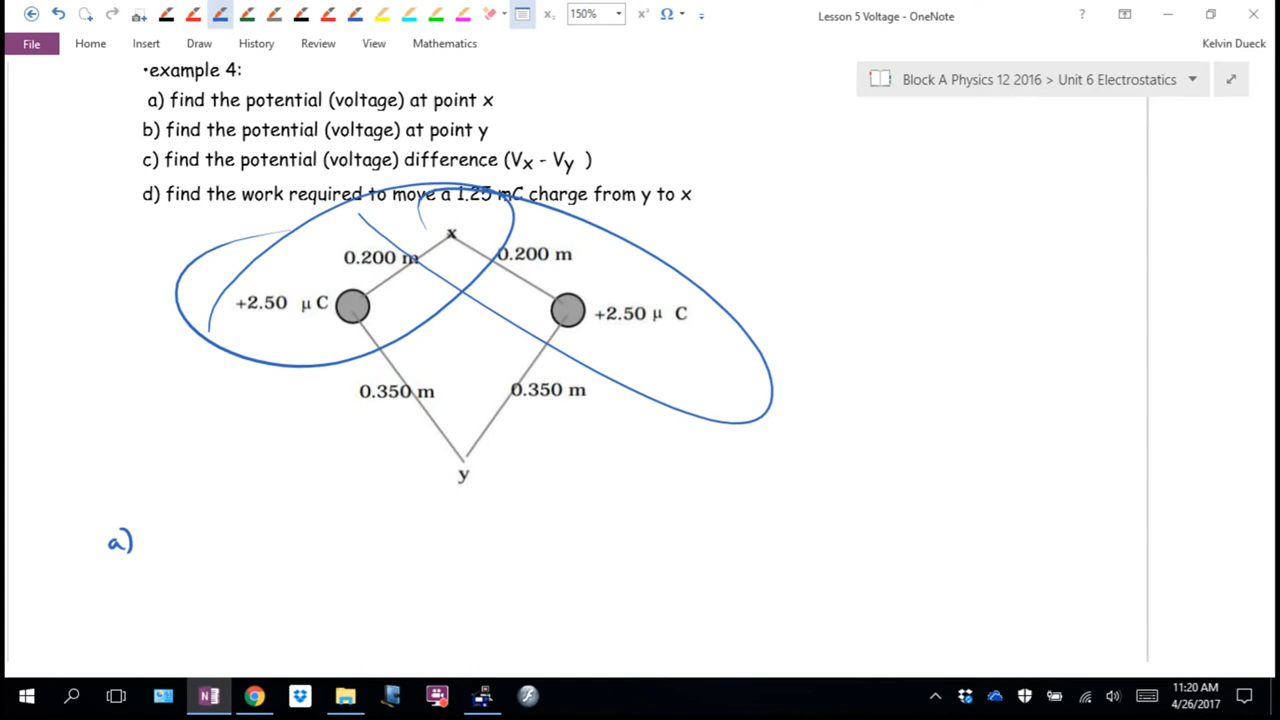 150%
Lesson 5 Voltage - OneNote
?
File
Home
Insert
Draw
History
Review
View
Mathematics
Kelvin Dueck
Block A Physics 12 2016 > Unit 6 Electrostatics
•example 4:
a) find the potential (voltage) at point x
b) find the potential (voltage) at point y
c) find the potential (voltage) difference (Vx - Vy )
d) find the work required to move a 1.25 mC charge from y to x
x
0.200 m
0.200 m
+2.50 μ C
+2.50 μ C
0.350 m
0.350 m
y
a)
11:20 AM
4/26/2017